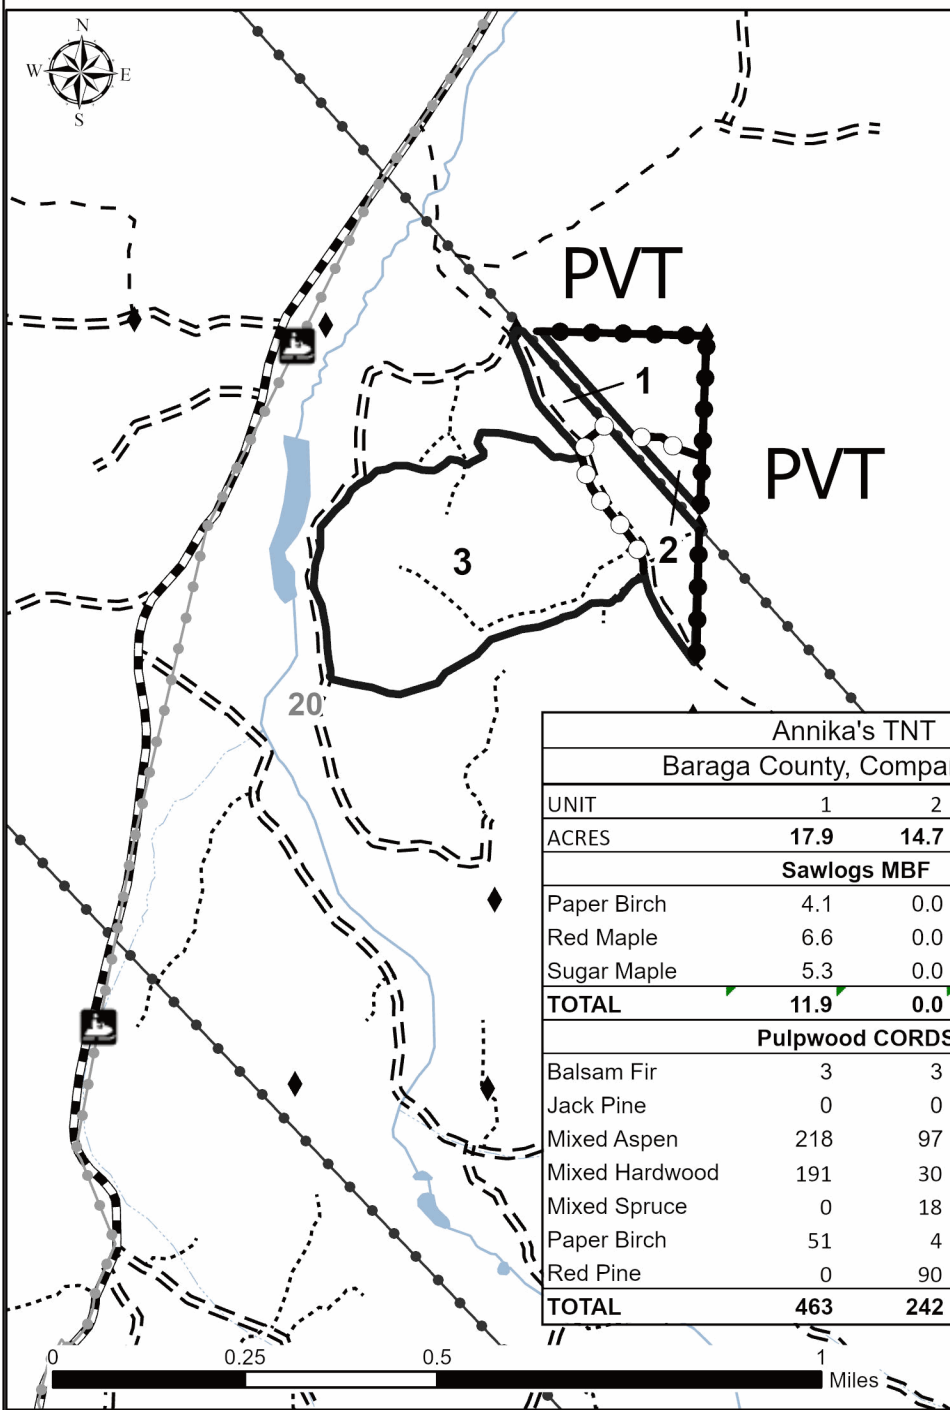 N
W E
S
PVT
1
PVT
2
3
20
Annika's TNT
Baraga County, Compa
UNIT 1 2
ACRES 17.9 14.7
Sawlogs MBF
Paper Birch 4.1 0.0
Red Maple 6.6 0.0
Sugar Maple 5.3 0.0
TOTAL 11.9 0.0
Pulpwood CORDS
Balsam Fir 3 3
Jack Pine 0 0
Mixed Aspen 218 97
Mixed Hardwood 191 30
Mixed Spruce 0 18
Paper Birch 51 4
Red Pine 0 90
TOTAL 463 242
0 0.25 0.5 1
Miles